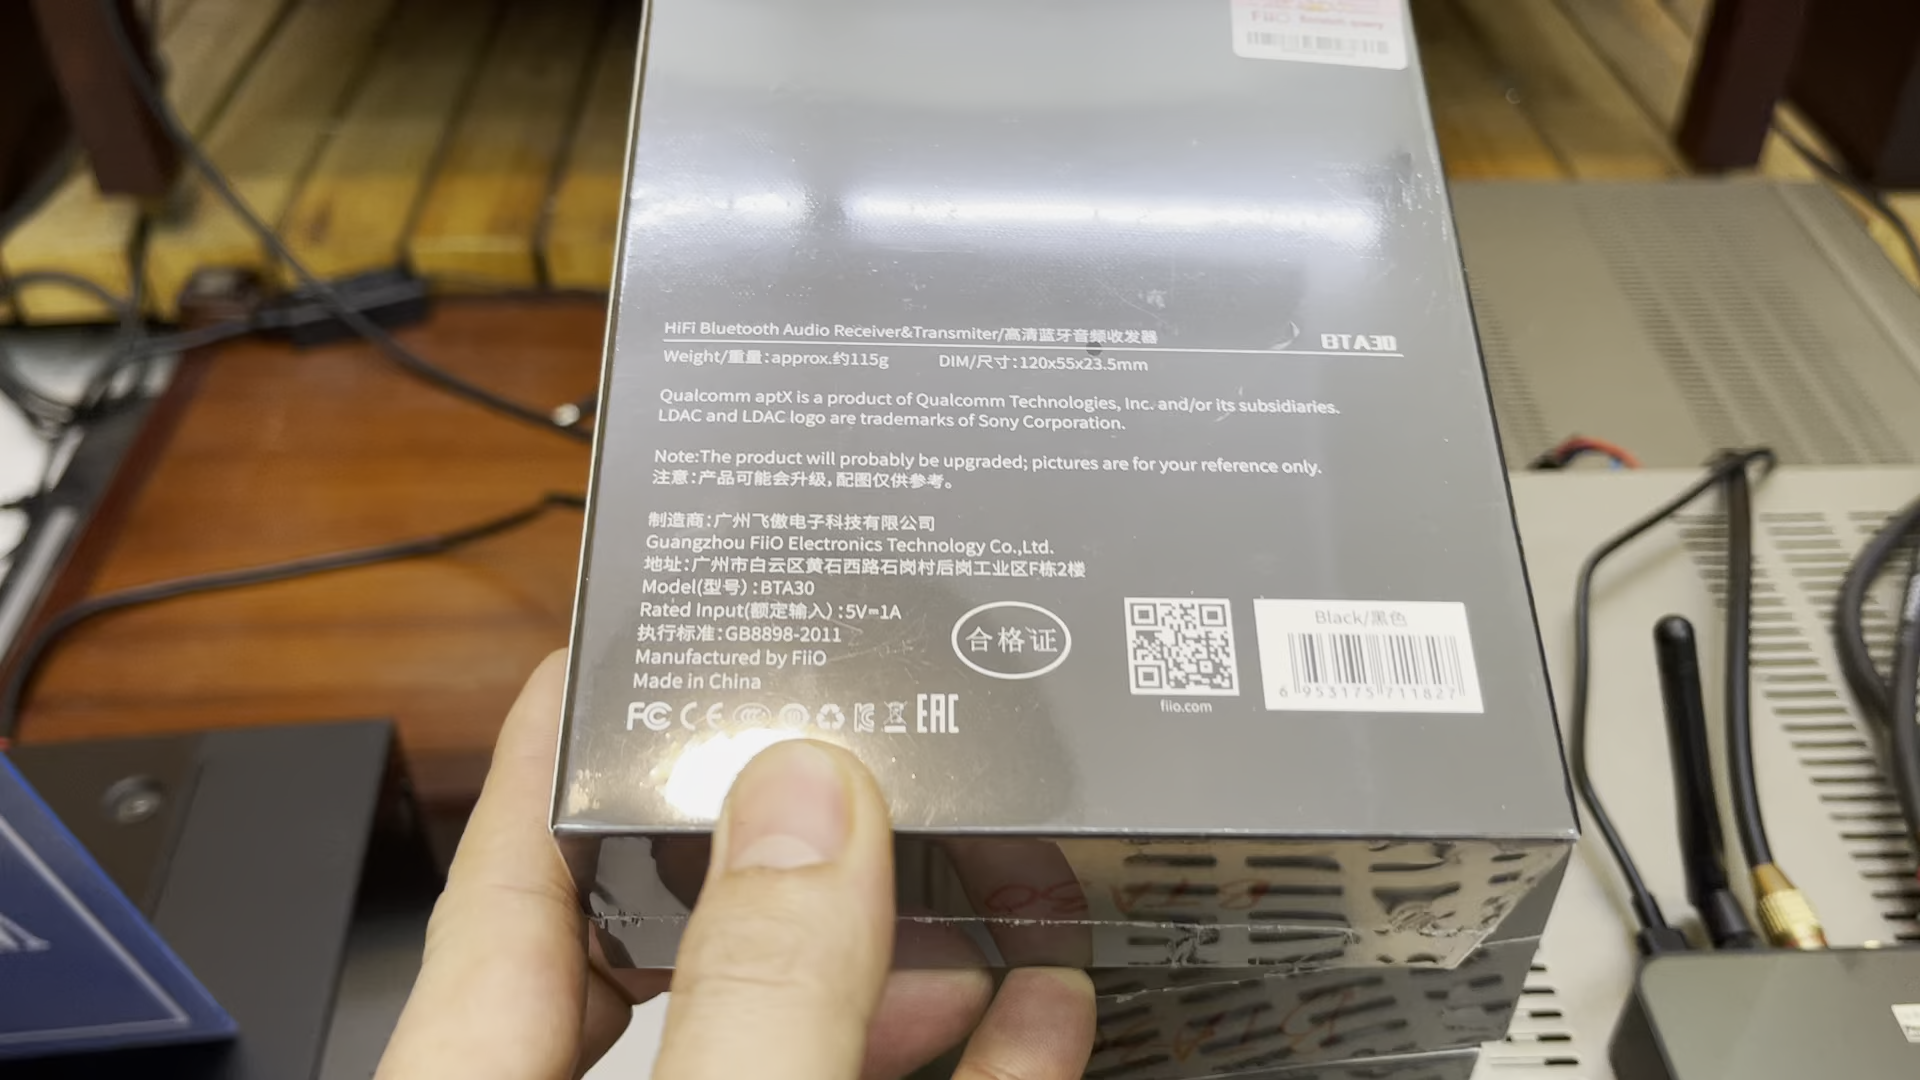 FiiO
HiFi Bluetooth Audio Receiver&Transmiter/高清蓝牙音频收发器
BTA30
Weight/重量:approx.约115g DIM/尺寸:120x55x23.5mm
Qualcomm aptX is a product of Qualcomm Technologies, Inc. and/or its subsidiaries.
LDAC and LDAC logo are trademarks of Sony Corporation.
Note:The product will probably be upgraded; pictures are for your reference only.
注意:产品可能会升级,配图仅供参考。
制造商:广州飞傲电子科技有限公司
Guangzhou FiiO Electronics Technology Co.,Ltd.
地址:广州市白云区黄石西路石岗村后岗工业区F栋2楼
Model(型号):BTA30
Rated Input(额定输入):5V=1A
执行标准:GB8898-2011
Manufactured by FiiO
Made in China
FC CE EAC
合格证
fiio.com
Black/黑色
6 953175 711827
BTA30